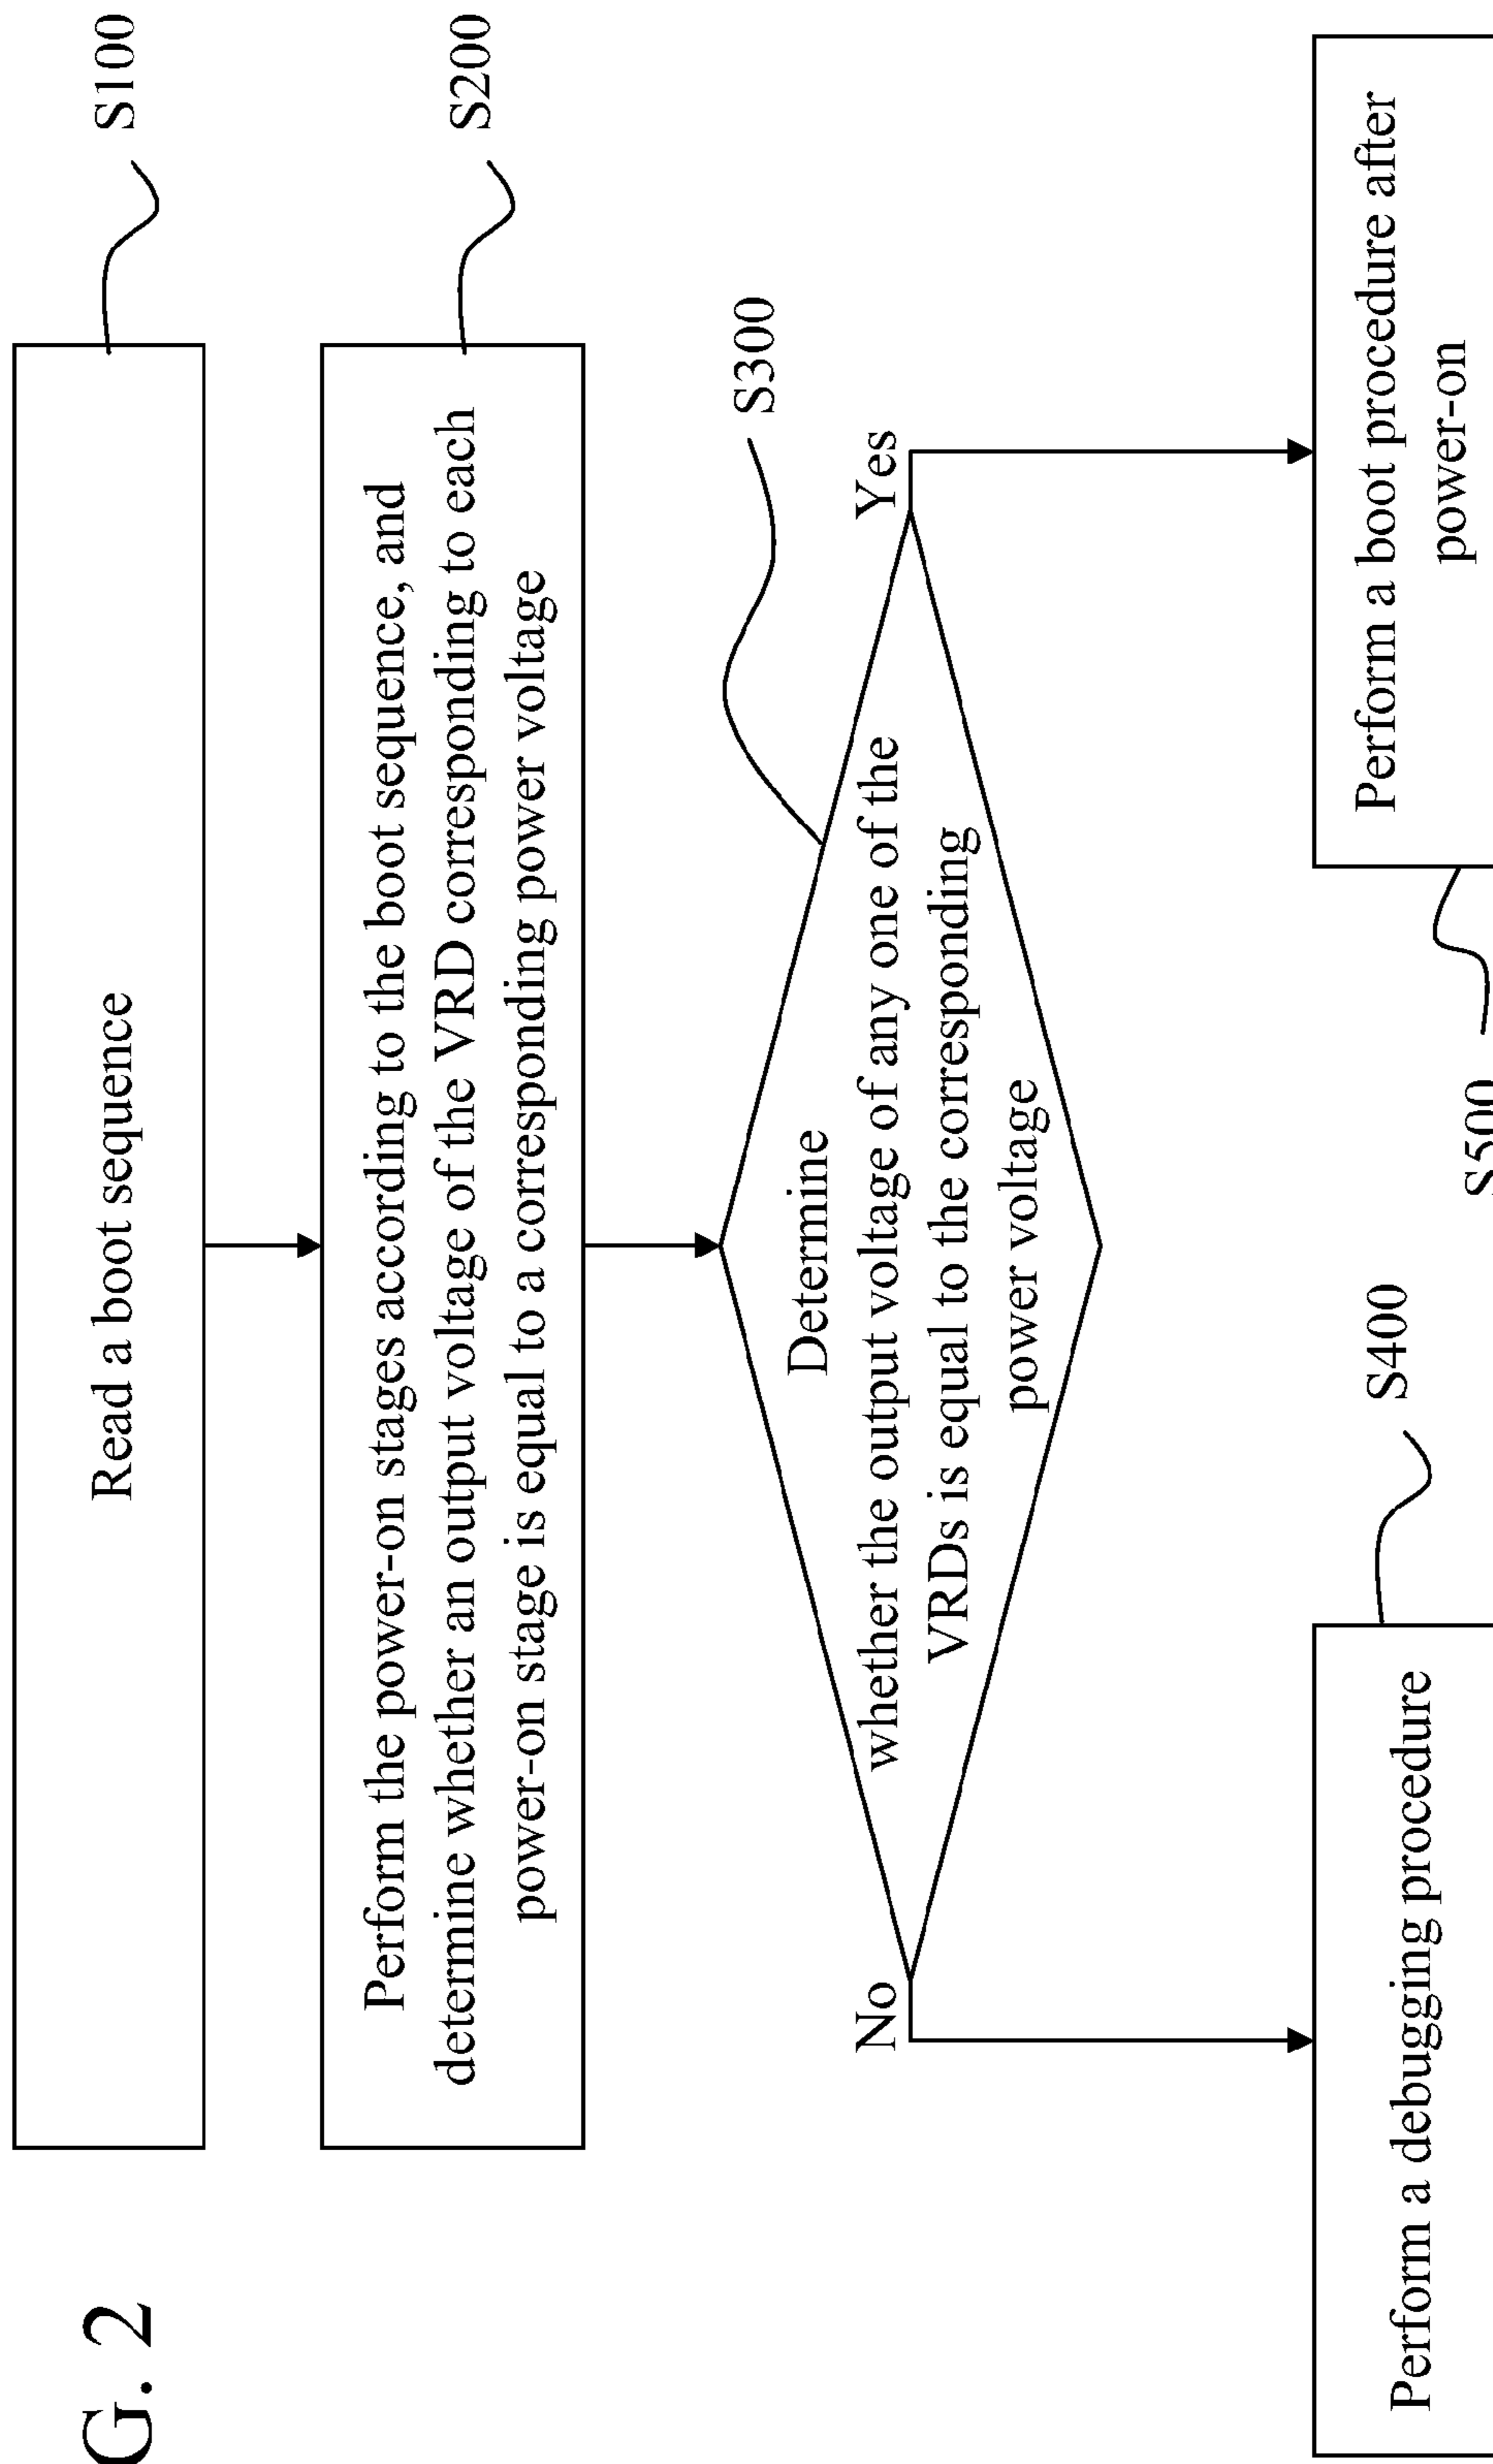 G. 2
Read a boot sequence
S100
Perform the power-on stages according to the boot sequence, and
determine whether an output voltage of the VRD corresponding to each
power-on stage is equal to a corresponding power voltage
S200
S300
Determine
whether the output voltage of any one of the
VRDs is equal to the corresponding
power voltage
No
Yes
Perform a debugging procedure
S400
S500
Perform a boot procedure after
power-on